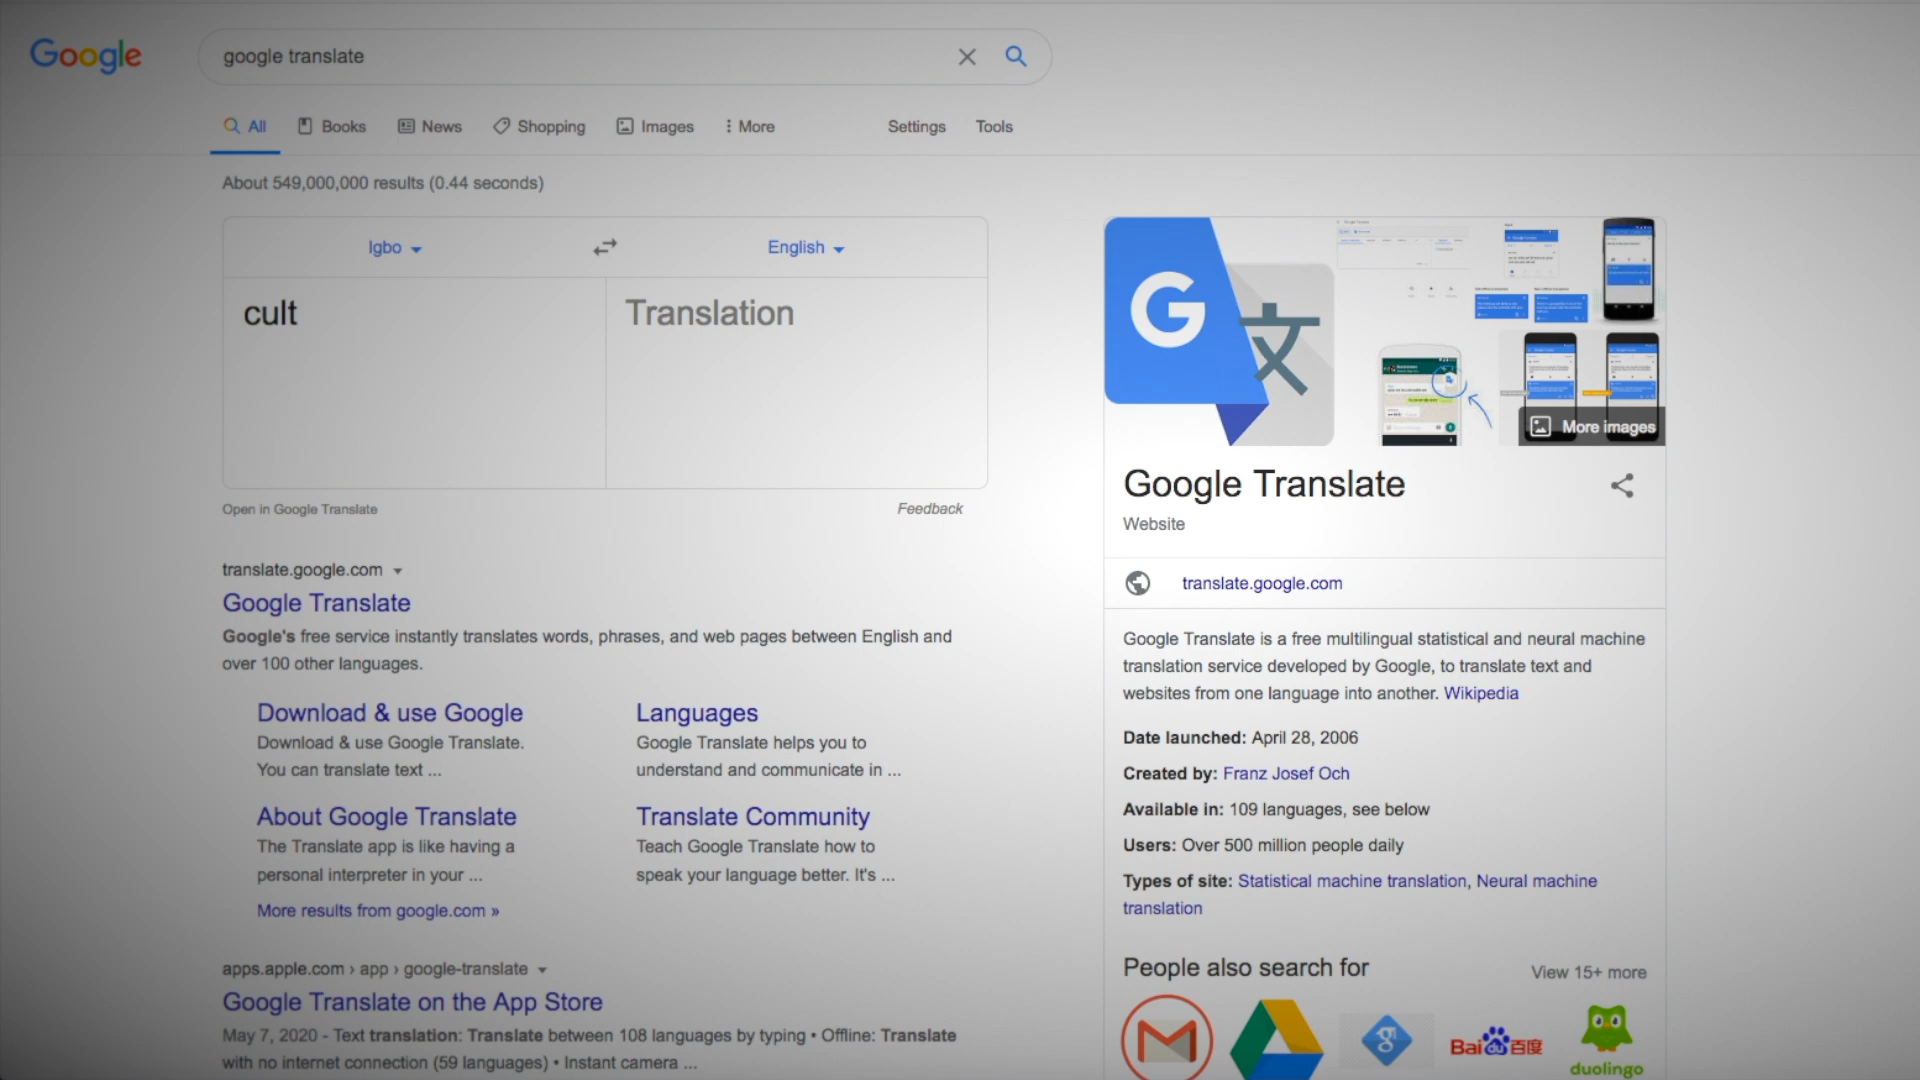 Google
google translate
All
Books
News
Shopping
Images
More
Settings
Tools
About 549,000,000 results (0.44 seconds)
Igbo
English
cult
Translation
Open in Google Translate
Feedback
translate.google.com
Google Translate
Google's free service instantly translates words, phrases, and web pages between English and
over 100 other languages.
Download & use Google
Download & use Google Translate.
You can translate text ...
Languages
Google Translate helps you to
understand and communicate in ...
About Google Translate
The Translate app is like having a
personal interpreter in your ...
Translate Community
Teach Google Translate how to
speak your language better. It's ...
More results from google.com »
apps.apple.com › app › google-translate
Google Translate on the App Store
May 7, 2020 - Text translation: Translate between 108 languages by typing • Offline: Translate
with no internet connection (59 languages) • Instant camera ...
G
文
More images
Google Translate
Website
translate.google.com
Google Translate is a free multilingual statistical and neural machine
translation service developed by Google, to translate text and
websites from one language into another. Wikipedia
Date launched: April 28, 2006
Created by: Franz Josef Och
Available in: 109 languages, see below
Users: Over 500 million people daily
Types of site: Statistical machine translation, Neural machine
translation
People also search for
View 15+ more
g
Bai du 百度
duolingo